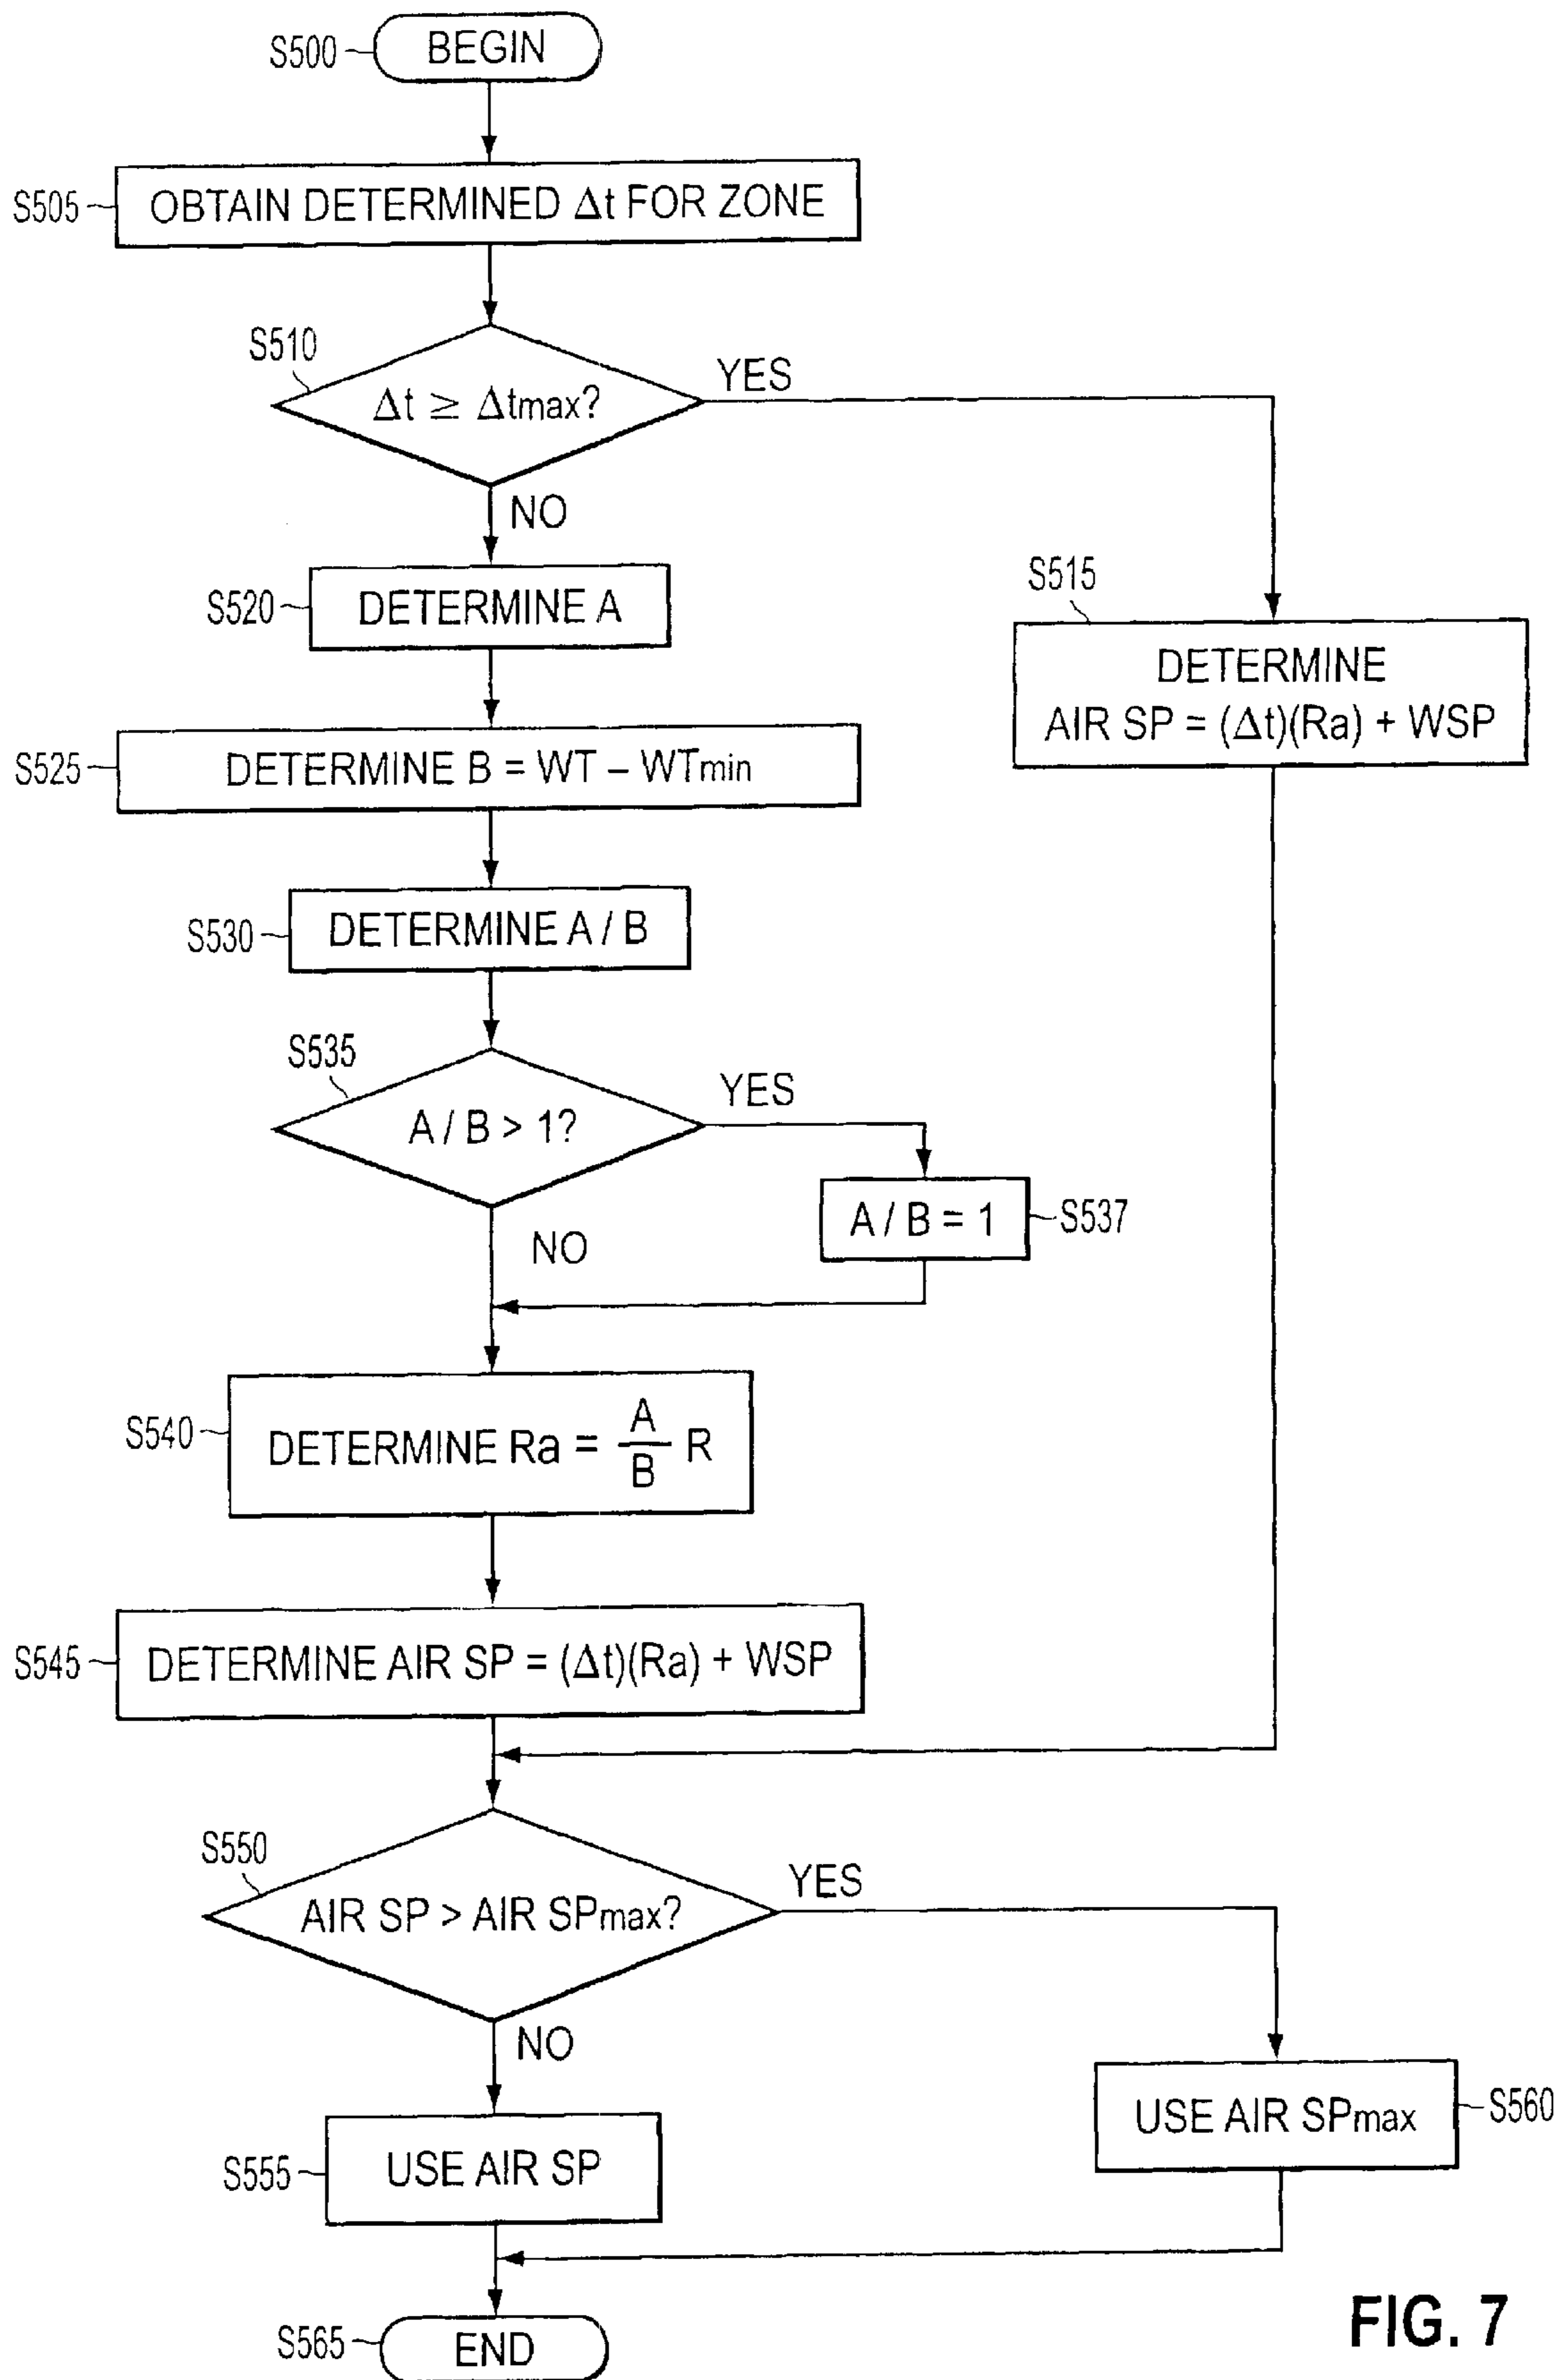 S500
BEGIN
S505
OBTAIN DETERMINED Δt FOR ZONE
S510
Δt ≥ Δtmax?
YES
NO
S515
DETERMINE
AIR SP = (Δt)(Ra) + WSP
S520
DETERMINE A
S525
DETERMINE B = WT – WTmin
S530
DETERMINE A / B
S535
A / B > 1?
YES
A / B = 1
S537
NO
S540
DETERMINE Ra = A/B R
S545
DETERMINE AIR SP = (Δt)(Ra) + WSP
S550
AIR SP > AIR SPmax?
YES
NO
S555
USE AIR SP
USE AIR SPmax
S560
S565
END
FIG. 7